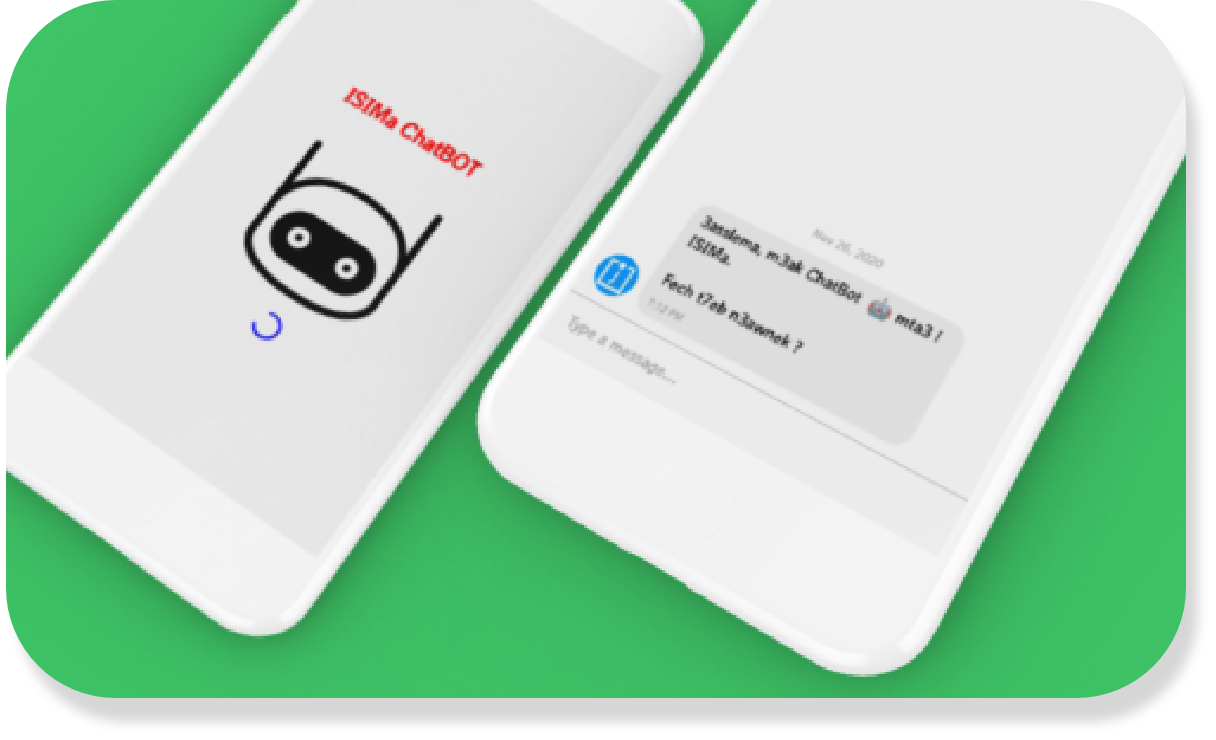 ISIMa ChatBOT
Nov 26, 2020
3asslema, m3ak ChatBot 🤖 mta3 l
ISIMa.
Fech t7eb n3awnek ?
7:12 PM
Type a message...